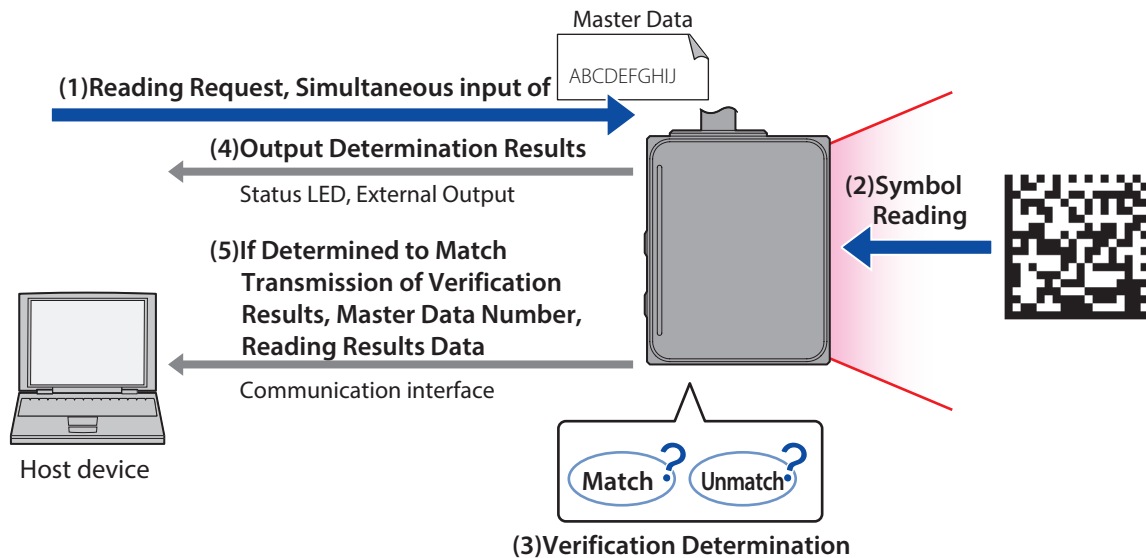 Master Data
ABCDEFGHIJ
(1)Reading Request, Simultaneous input of
(4)Output Determination Results
Status LED, External Output
(2)Symbol
Reading
(5)If Determined to Match
Transmission of Verification
Results, Master Data Number,
Reading Results Data
Communication interface
Host device
Match ?
Unmatch ?
(3)Verification Determination